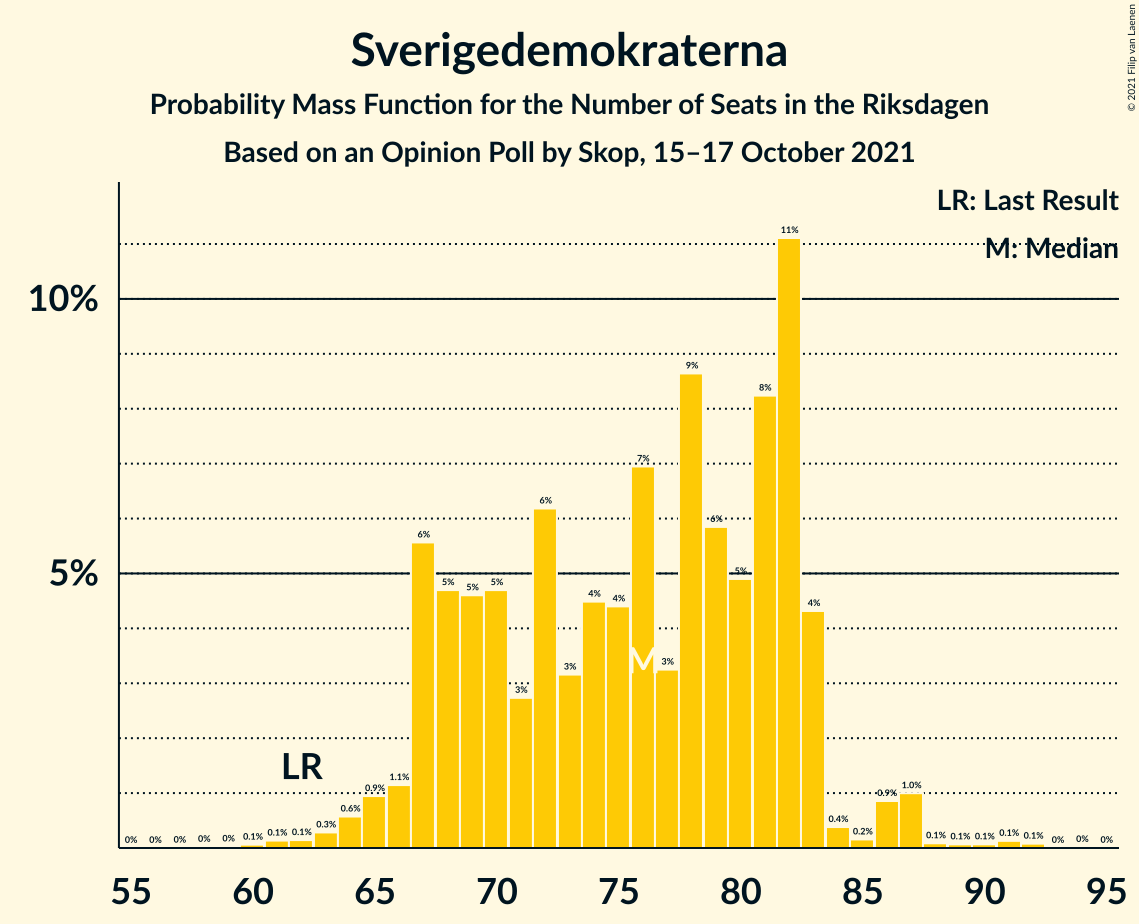 © 2021 Filip van Laenen
Sverigedemokraterna
Probability Mass Function for the Number of Seats in the Riksdagen
Based on an Opinion Poll by Skop, 15–17 October 2021
LR: Last Result
M: Median
10%
5%
0% 0% 0% 0% 0% 0.1% 0.1% 0.1% 0.3% 0.6% 0.9% 1.1% 6% 5% 5% 5% 3% 6% 3% 4% 4% 7% 3% 9% 6% 5% 8% 11% 4% 0.4% 0.2% 0.9% 1.0% 0.1% 0.1% 0.1% 0.1% 0.1% 0% 0% 0%
M
LR
55 60 65 70 75 80 85 90 95